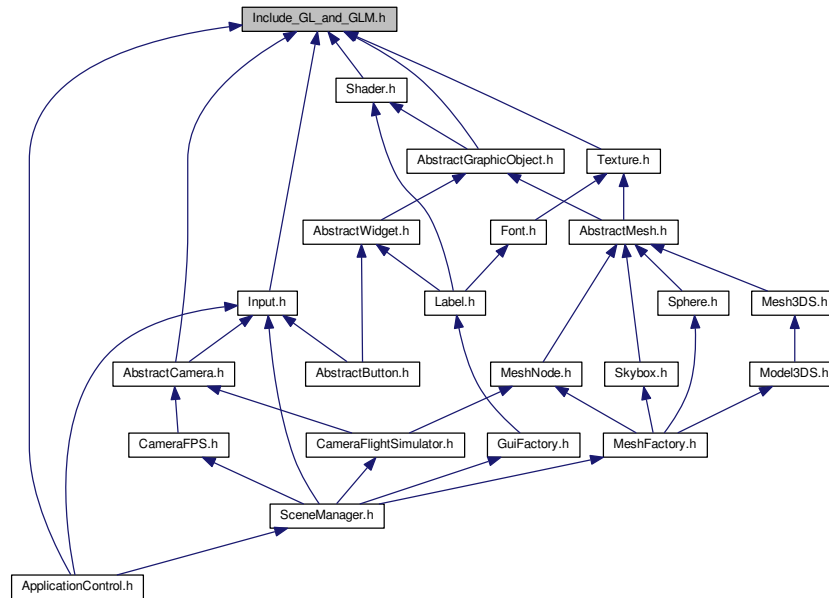 Include_GL_and_GLM.h
Shader.h
AbstractGraphicObject.h
Texture.h
AbstractWidget.h
Font.h
AbstractMesh.h
Input.h
Label.h
Sphere.h
Mesh3DS.h
AbstractCamera.h
AbstractButton.h
MeshNode.h
Skybox.h
Model3DS.h
CameraFPS.h
CameraFlightSimulator.h
GuiFactory.h
MeshFactory.h
SceneManager.h
ApplicationControl.h